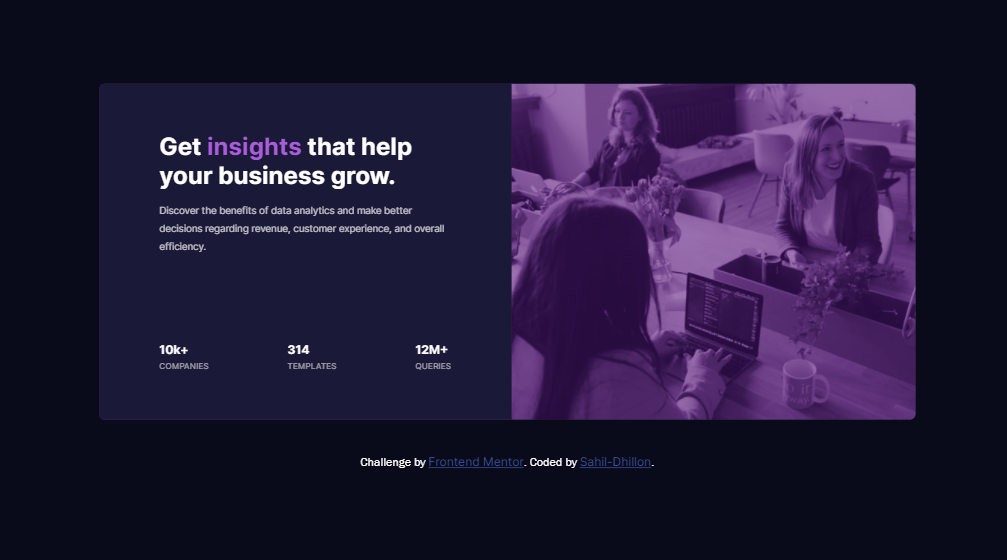 Get insights that help
your business grow.
Discover the benefits of data analytics and make better
decisions regarding revenue, customer experience, and overall
efficiency.
10k+ 314 12M+
COMPANIES TEMPLATES QUERIES
Challenge by Frontend Mentor. Coded by Sahil-Dhillon.